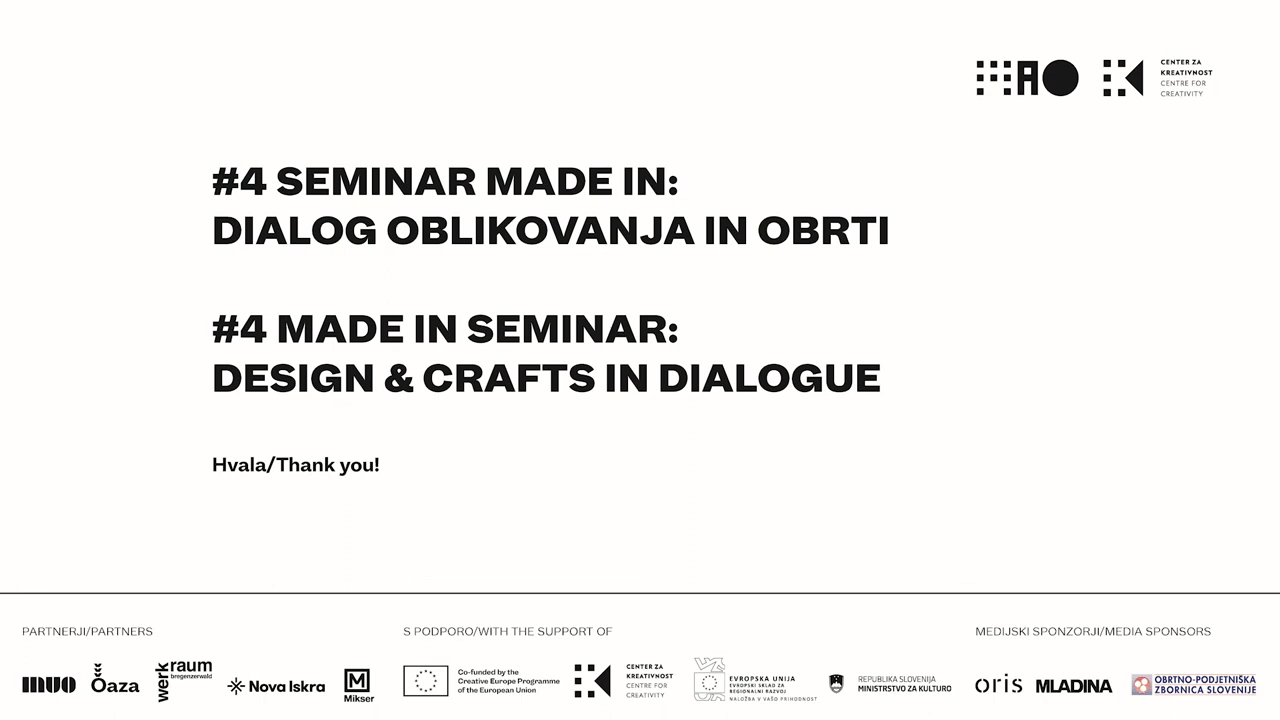 MAO
CENTER ZA
KREATIVNOST
CENTRE FOR
CREATIVITY
#4 SEMINAR MADE IN:
DIALOG OBLIKOVANJA IN OBRTI
#4 MADE IN SEMINAR:
DESIGN & CRAFTS IN DIALOGUE
Hvala/Thank you!
PARTNERJI/PARTNERS
muo
Oaza
werkraum
bregenzerwald
Nova Iskra
M
Mikser
S PODPORO/WITH THE SUPPORT OF
Co-funded by the
Creative Europe Programme
of the European Union
CENTER ZA
KREATIVNOST
CENTRE FOR
CREATIVITY
EVROPSKA UNIJA
EVROPSKI SKLAD ZA
REGIONALNI RAZVOJ
NALOŽBA V VAŠO PRIHODNOST
REPUBLIKA SLOVENIJA
MINISTRSTVO ZA KULTURO
MEDIJSKI SPONZORJI/MEDIA SPONSORS
oris
MLADINA
OBRTNO-PODJETNIŠKA
ZBORNICA SLOVENIJE